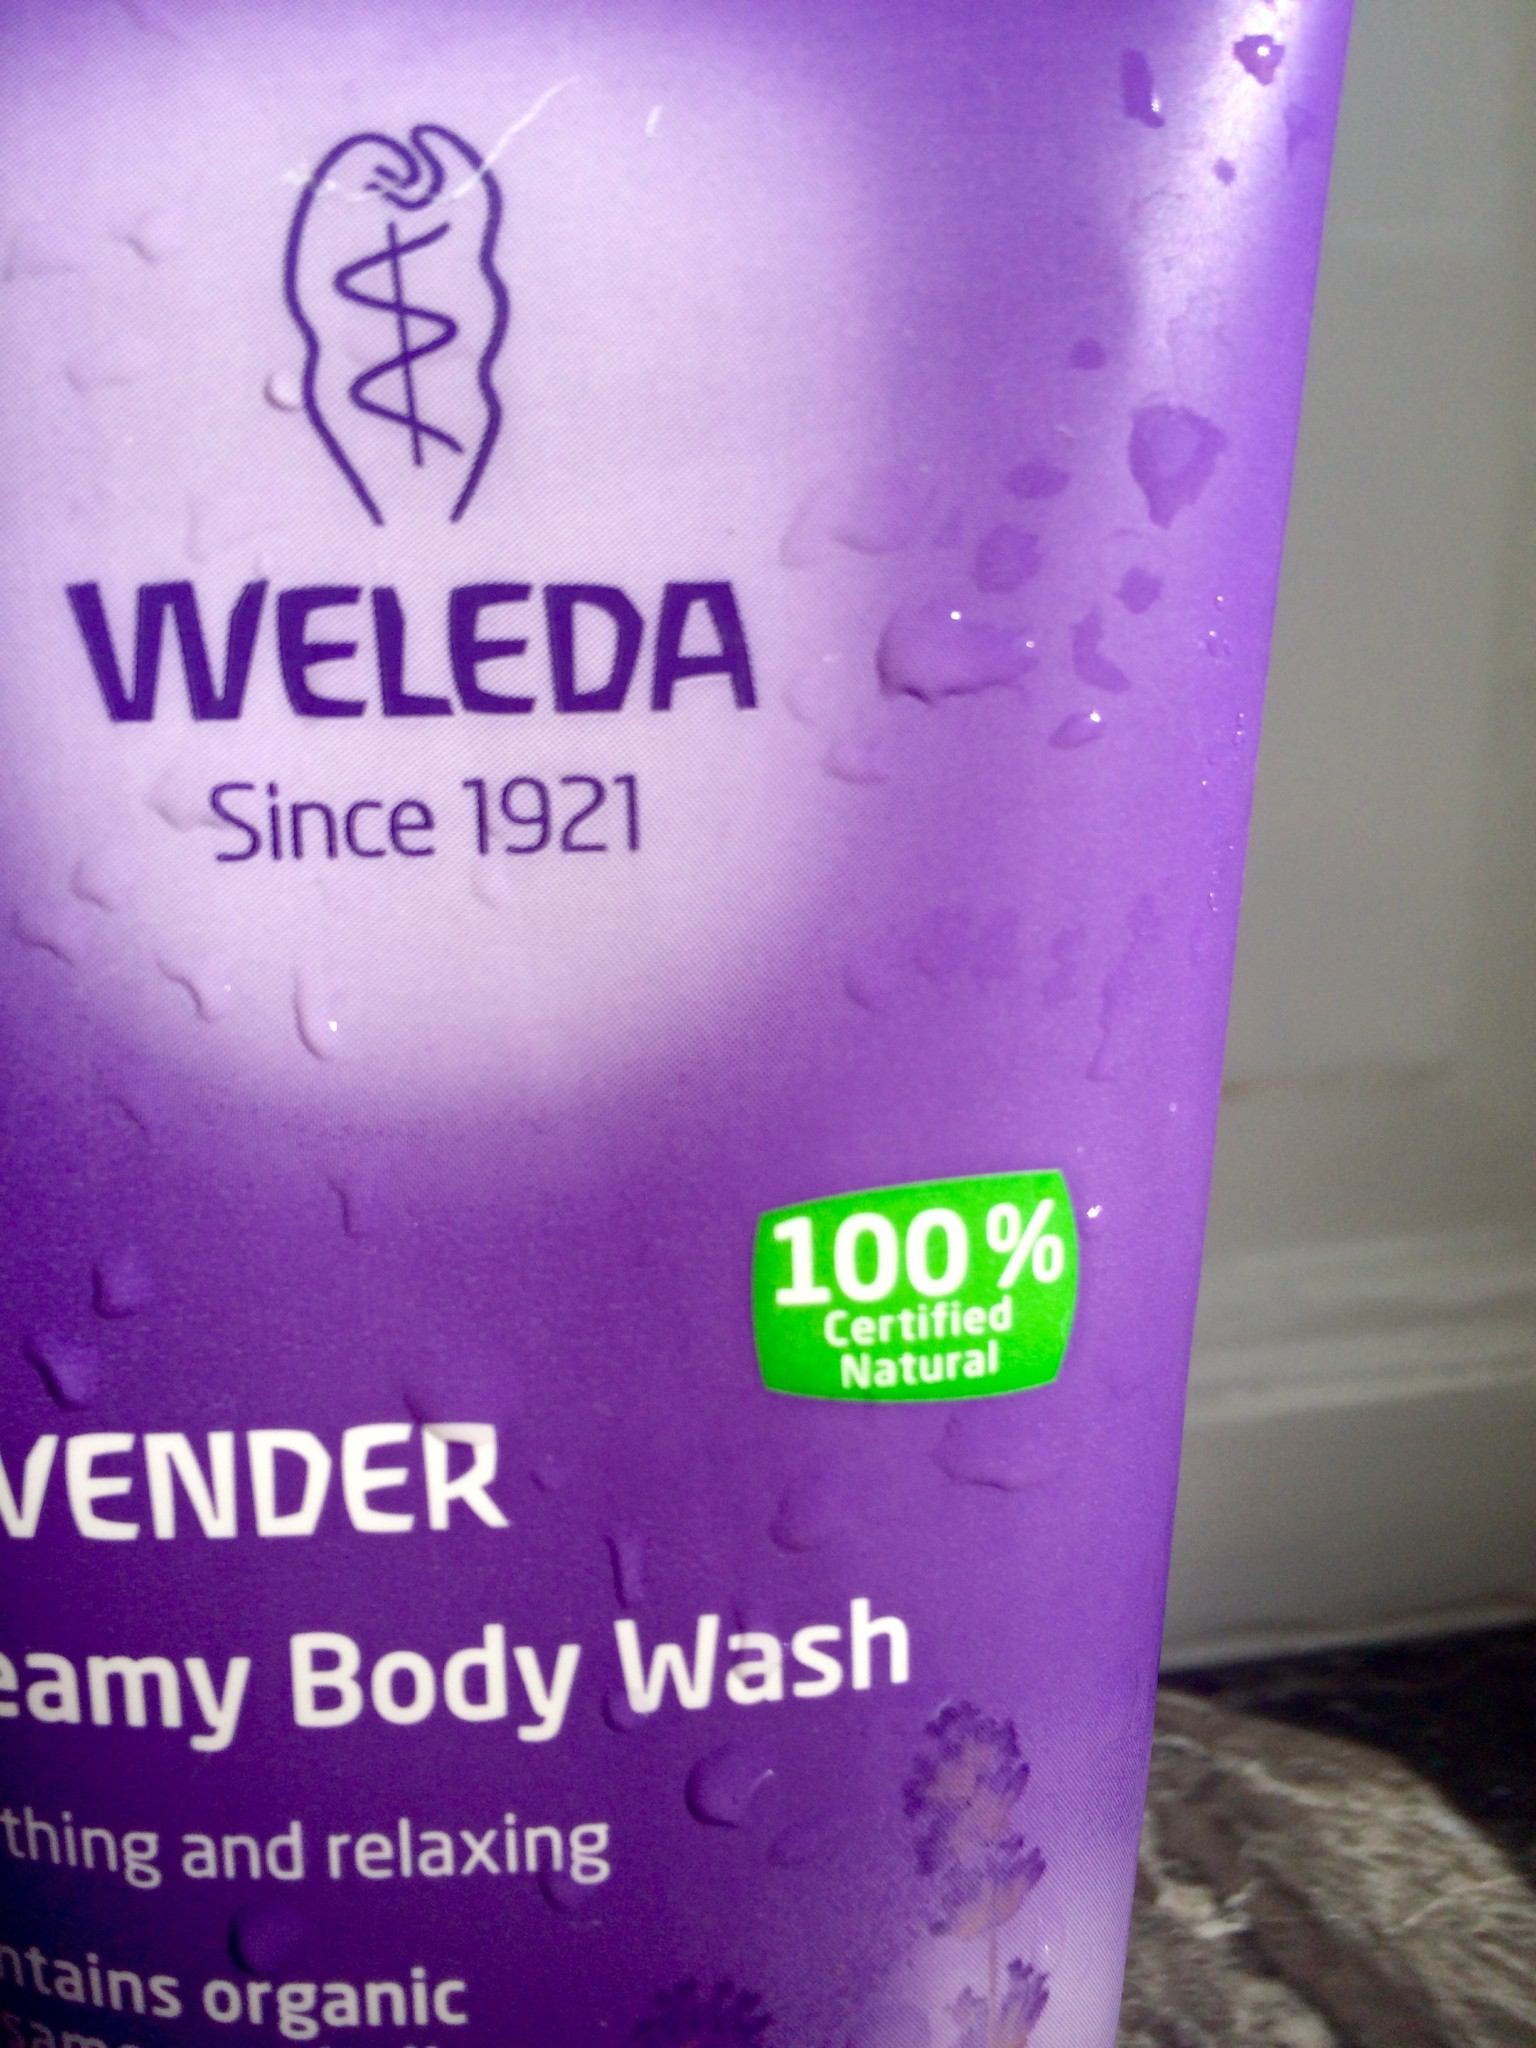 WELEDA
Since 1921
100%
Certified
Natural
VENDER
eamy Body Wash
thing and relaxing
ntains organic